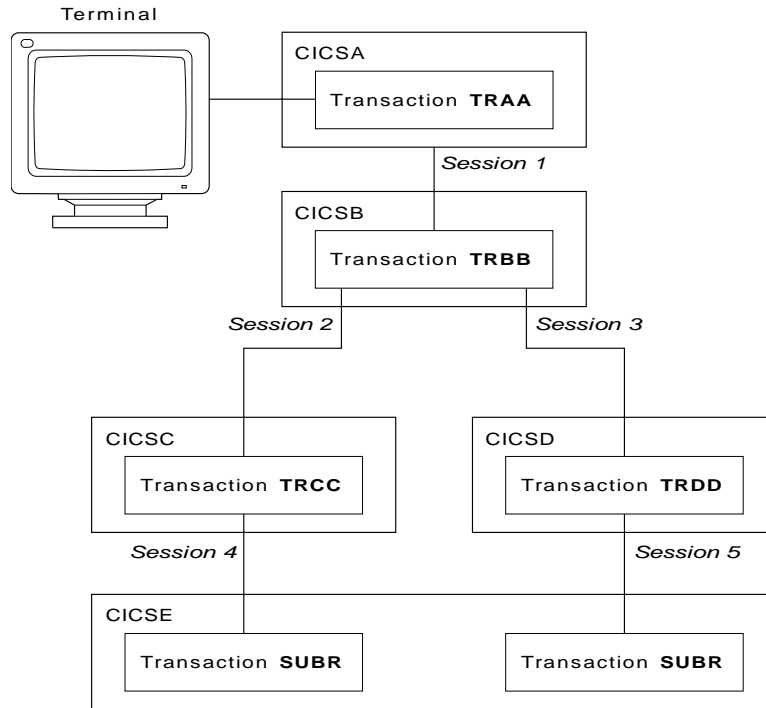 Terminal
CICSA
Transaction TRAA
Session 1
CICSB
Transaction TRBB
Session 2
Session 3
CICSC
Transaction TRCC
CICSD
Transaction TRDD
Session 4
Session 5
CICSE
Transaction SUBR
Transaction SUBR